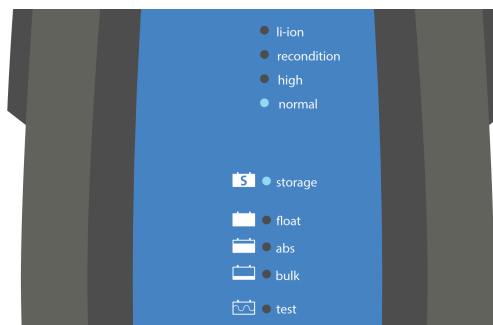 li-ion
recondition
high
normal
S storage
float
abs
bulk
test